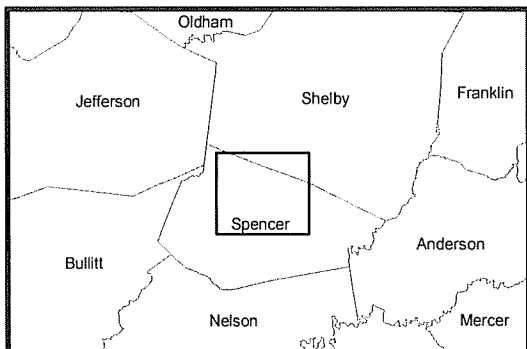 Oldham
Jefferson
Shelby
Franklin
Spencer
Anderson
Bullitt
Nelson
Mercer